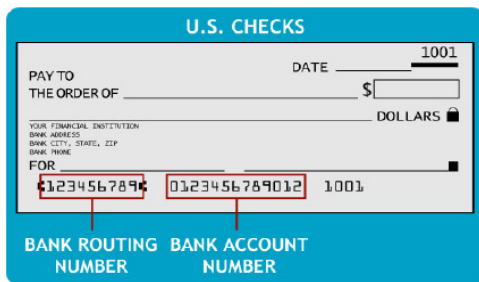 U.S. CHECKS
1001
DATE
PAY TO
THE ORDER OF $
DOLLARS
YOUR FINANCIAL INSTITUTION
BANK ADDRESS
BANK CITY, STATE, ZIP
BANK PHONE
FOR
⑆123456789⑆ 0123456789012 1001
BANK ROUTING NUMBER
BANK ACCOUNT NUMBER